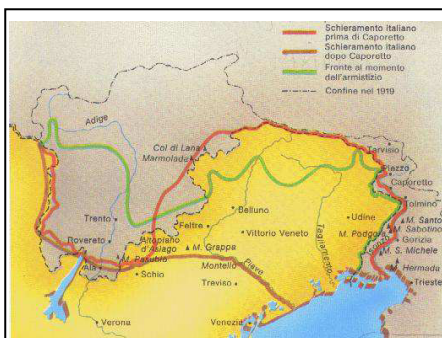 Schieramento italiano
prima di Caporetto
Schieramento italiano
dopo Caporetto
Fronte al momento
dell'armistizio
Confine nel 1919
Adige
Col di Lana
Marmolada
Tarvisio
Plezzo
Caporetto
Tolmino
Trento
Belluno
Udine
M. Santo
M. Sabotino
Rovereto
Altopiano
d'Asiago
Feltre
Vittorio Veneto
Tagliamento
M. Podgora
Isonzo
Gorizia
M. S. Michele
M. Grappa
Ala
M. Pasubio
Schio
Montello
Piave
M. Hermada
Treviso
Trieste
Verona
Venezia